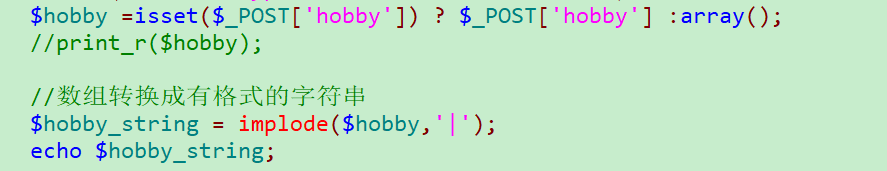 $hobby =isset($_POST['hobby']) ? $_POST['hobby'] :array();
//print_r($hobby);
//数组转换成有格式的字符串
$hobby_string = implode($hobby,'|');
echo $hobby_string;